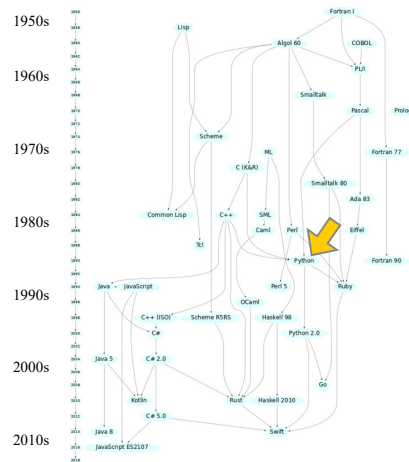 1950s
Fortran I
Lisp
Algol 60
COBOL
PL/I
1960s
Smalltalk
Pascal
Prolo
Scheme
1970s
ML
Fortran 77
C (K&R)
Smalltalk 80
Ada 83
Common Lisp
C++
SML
1980s
Caml
Perl
Eiffel
Tcl
Python
Fortran 90
Java
JavaScript
Perl 5
Ruby
1990s
OCaml
C++ (ISO)
Scheme R5RS
Haskell 98
C#
Python 2.0
Java 5
C# 2.0
2000s
Go
Kotlin
Rust
Haskell 2010
C# 5.0
Java 8
Swift
2010s
JavaScript ES2107